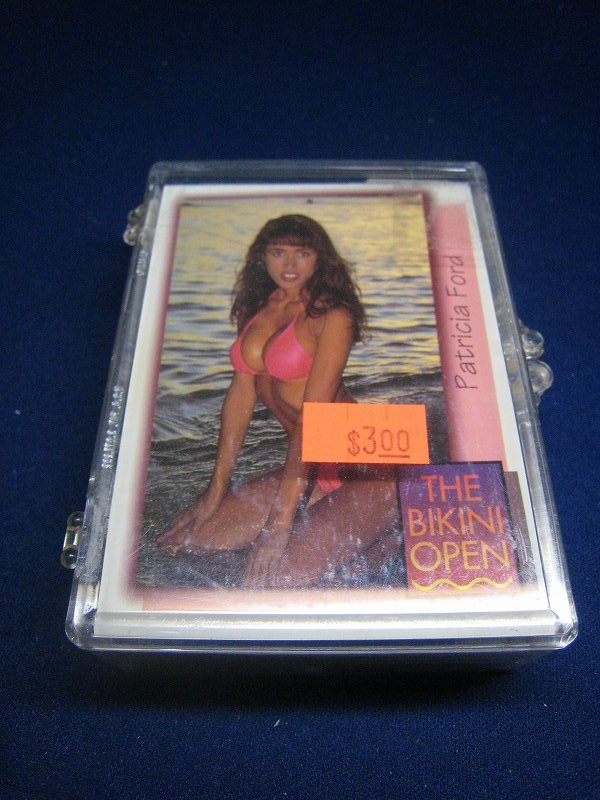 Patricia Ford
$3.00
THE
BIKINI
OPEN